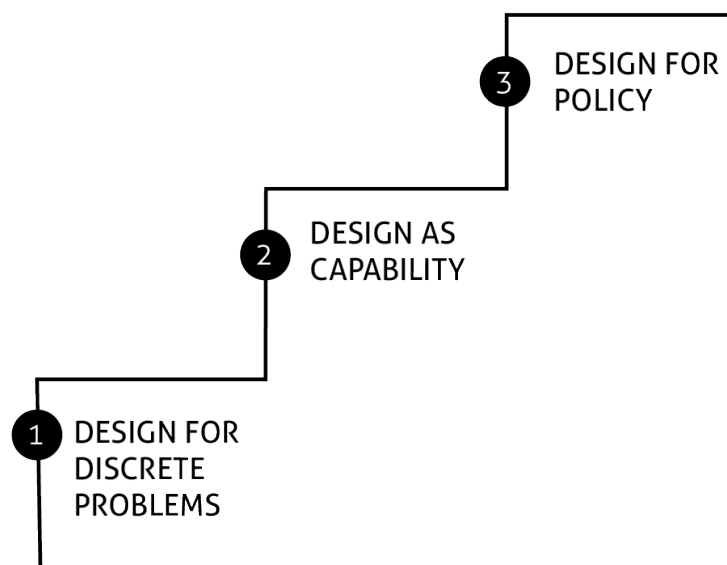 3
DESIGN FOR
POLICY
2
DESIGN AS
CAPABILITY
1
DESIGN FOR
DISCRETE
PROBLEMS